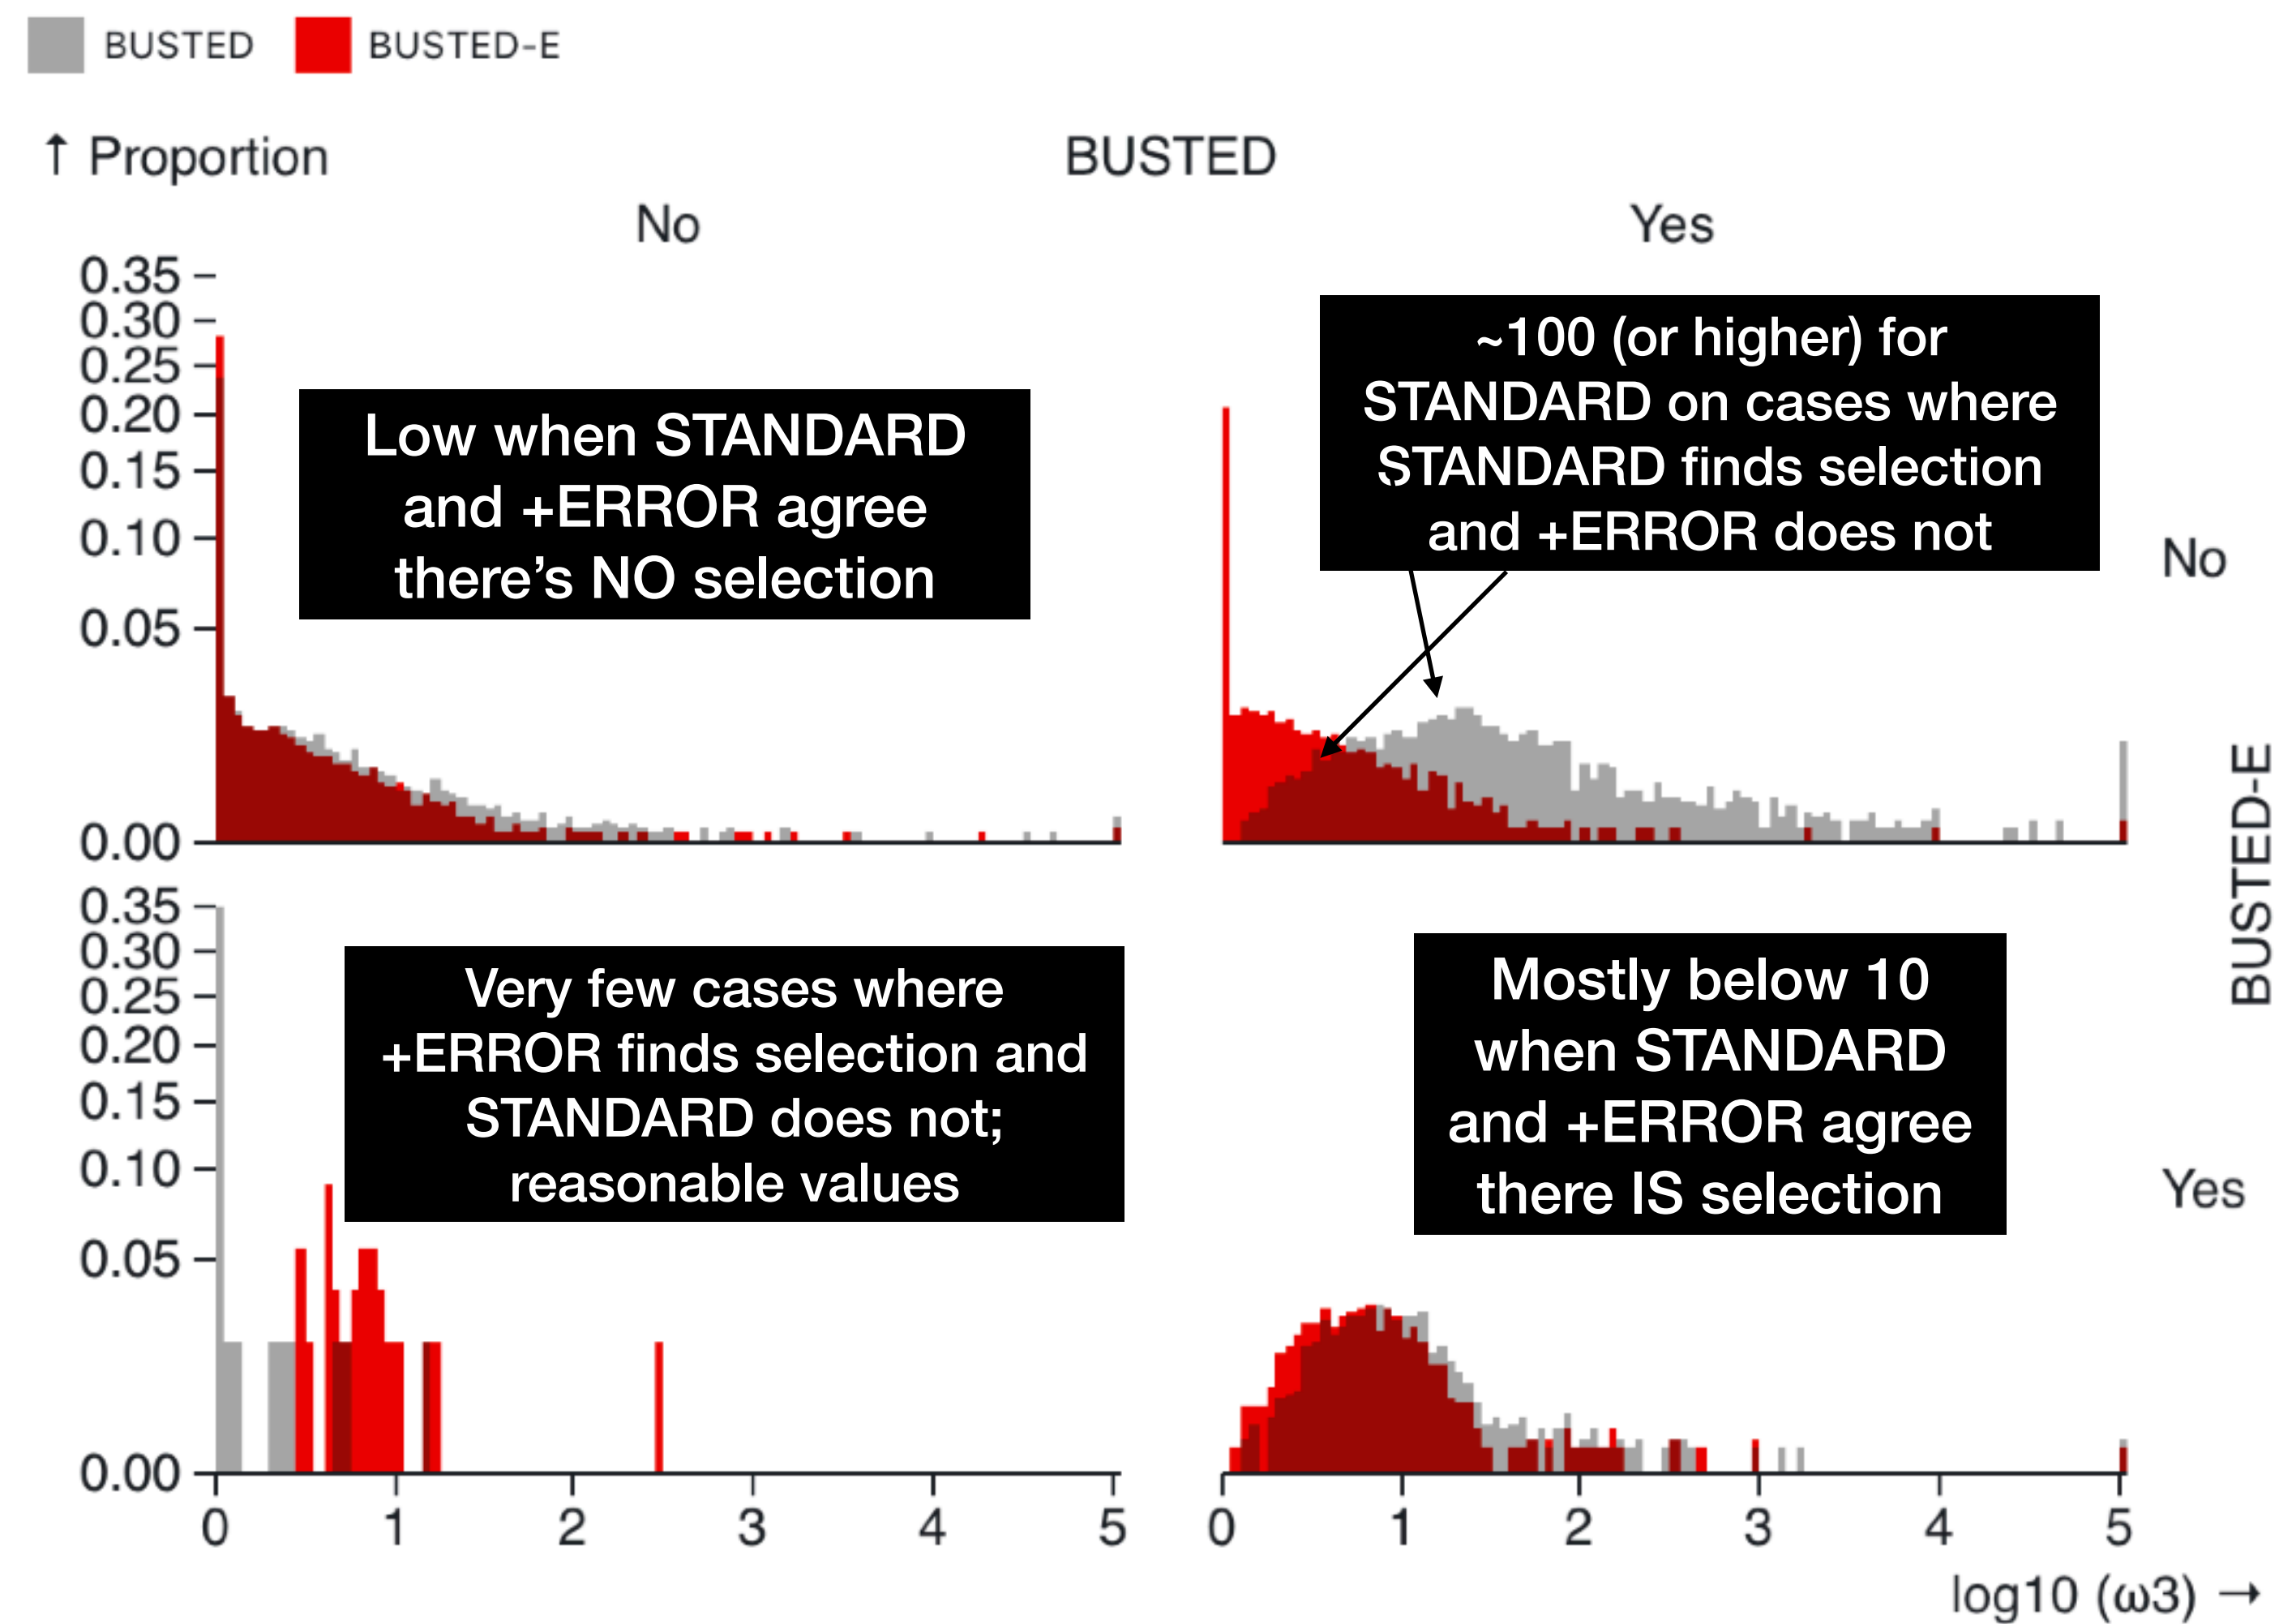 BUSTED BUSTED-E
↑ Proportion
BUSTED
No
Yes
0.35
0.30
0.25
0.20
0.15
0.10
0.05
0.00
Low when STANDARD
and +ERROR agree
there’s NO selection
~100 (or higher) for
STANDARD on cases where
STANDARD finds selection
and +ERROR does not
No
BUSTED-E
0.35
0.30
0.25
0.20
0.15
0.10
0.05
0.00
Very few cases where
+ERROR finds selection and
STANDARD does not;
reasonable values
Mostly below 10
when STANDARD
and +ERROR agree
there IS selection
Yes
0 1 2 3 4 5
0 1 2 3 4 5
log10 (ω3) →